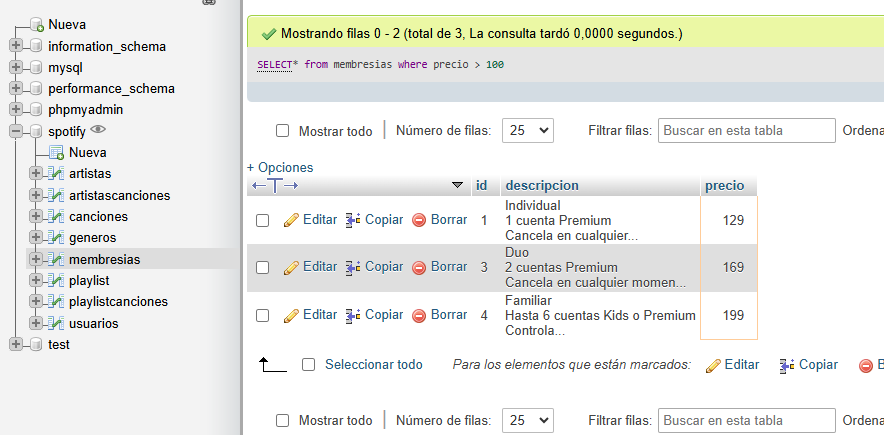 Nueva
information_schema
mysql
performance_schema
phpmyadmin
spotify
Nueva
artistas
artistascanciones
canciones
generos
membresias
playlist
playlistcanciones
usuarios
test
Mostrando filas 0 - 2 (total de 3, La consulta tardó 0,0000 segundos.)
SELECT* from membresias where precio > 100
Mostrar todo Número de filas: 25 Filtrar filas: Buscar en esta tabla Ordena
+ Opciones
id descripcion precio
Editar Copiar Borrar 1 Individual 129
1 cuenta Premium
Cancela en cualquier...
Editar Copiar Borrar 3 Duo 169
2 cuentas Premium
Cancela en cualquier momen...
Editar Copiar Borrar 4 Familiar 199
Hasta 6 cuentas Kids o Premium
Controla...
Seleccionar todo Para los elementos que están marcados: Editar Copiar B
Mostrar todo Número de filas: 25 Filtrar filas: Buscar en esta tabla Ordena